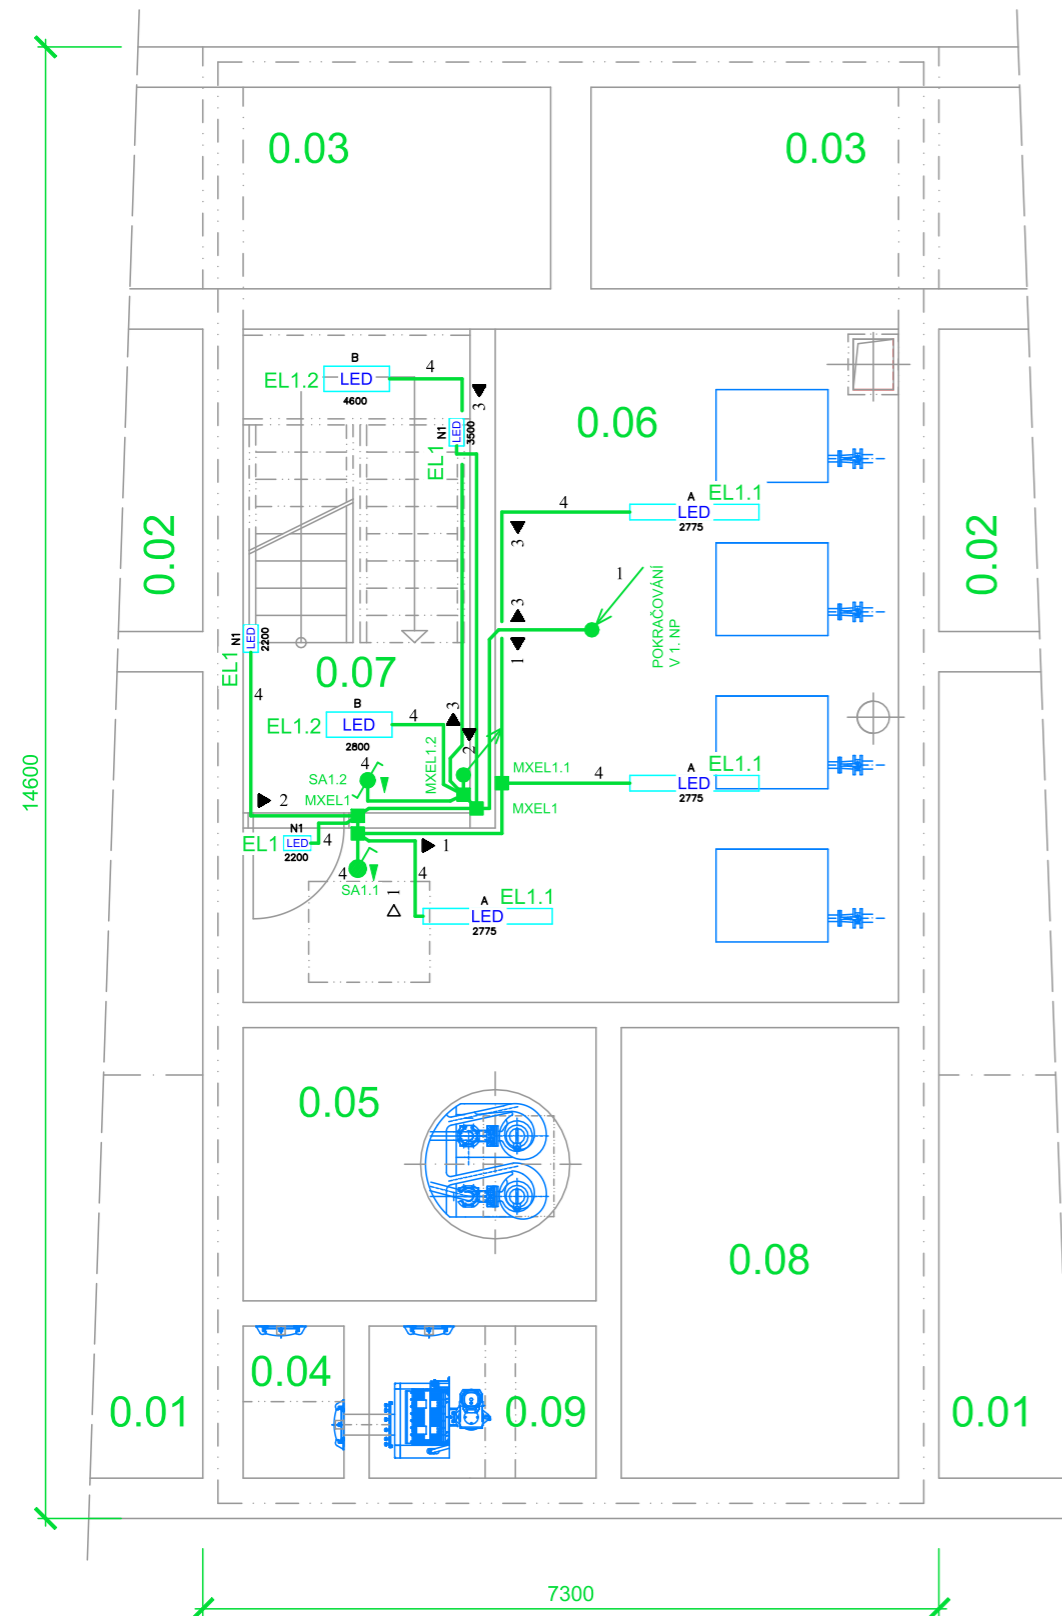 0.03
0.03
B
LED
4600
EL1.2
4
3
N1
LED
3500
EL1
0.06
0.02
0.02
A
EL1.1
LED
2775
4
3
3
1
1
POKRAČOVÁNÍ
V 1. NP
N1
LED
2200
EL1
4
0.07
B
LED
2800
EL1.2
4
3
2
MXEL1.2
4
SA1.2
MXEL1
2
MXEL1.1
MXEL1
4
A
EL1.1
LED
2775
N1
LED
2200
EL1
4
1
4
SA1.1
4
1
A
EL1.1
LED
2775
14600
0.05
0.08
0.04
0.09
0.01
0.01
7300